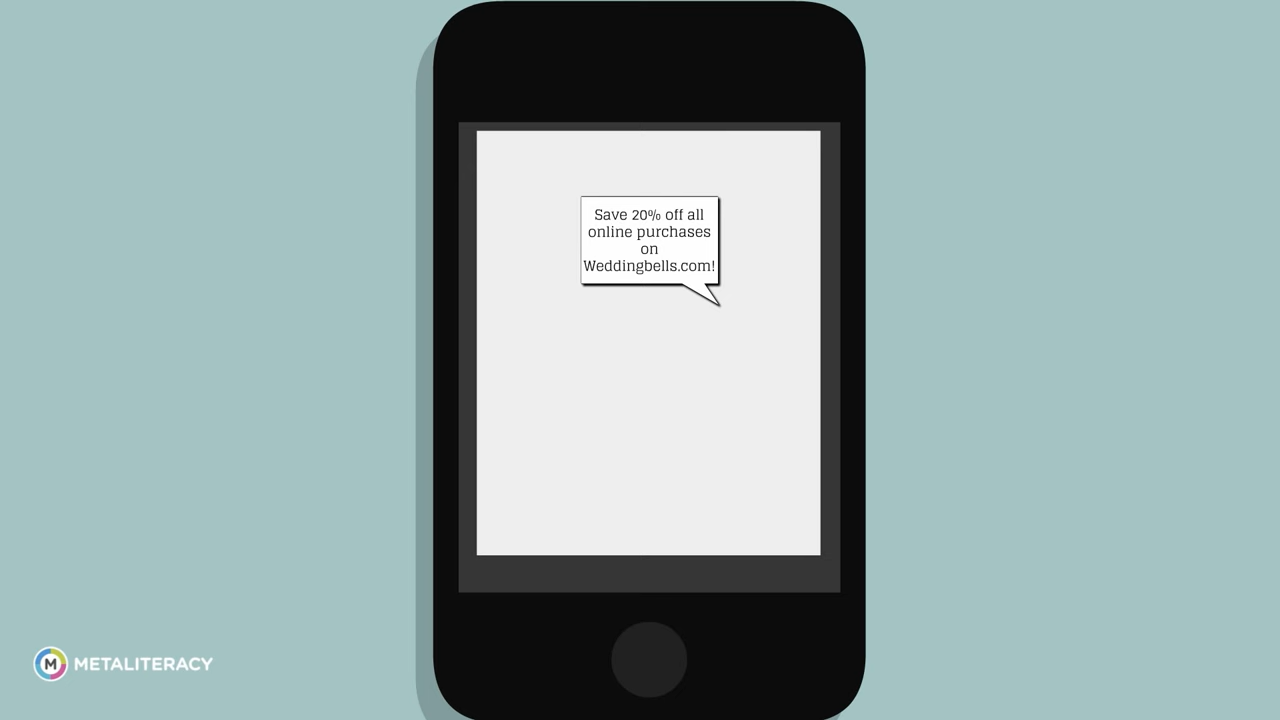 Save 20% off all
online purchases
on
Weddingbells.com!
M METALITERACY